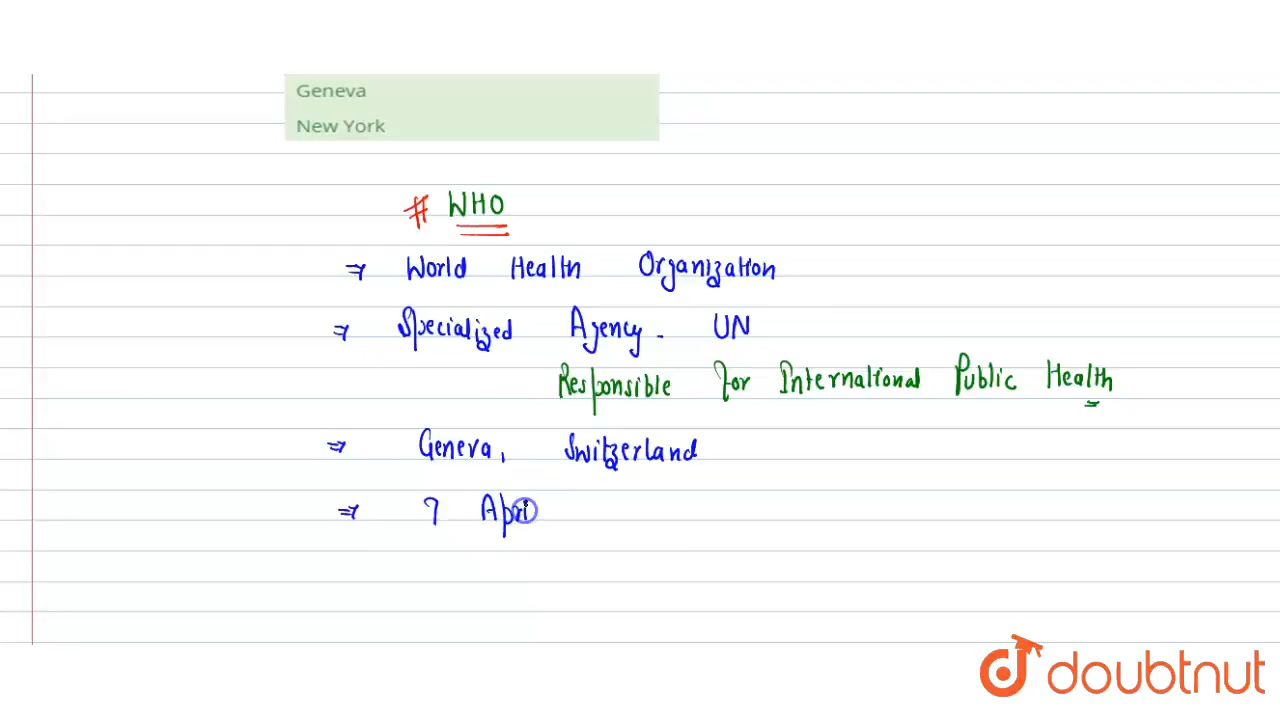 Geneva
New York
# WHO
⇒ World Health Organization
⇒ Specialized Agency - UN
Responsible for International Public Health
⇒ Geneva, Switzerland
⇒ 7 Apri
doubtnut